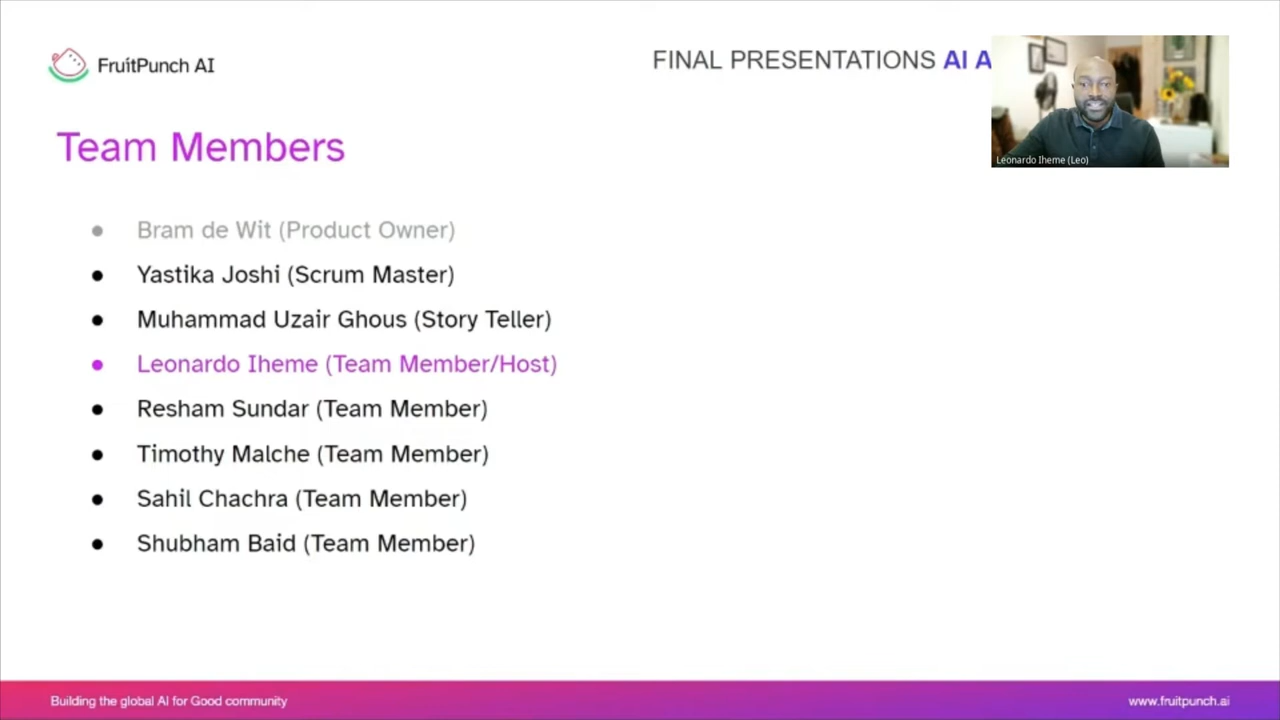 FruitPunch AI
FINAL PRESENTATIONS AI A
Leonardo Iheme (Leo)
Team Members
● Bram de Wit (Product Owner)
● Yastika Joshi (Scrum Master)
● Muhammad Uzair Ghous (Story Teller)
● Leonardo Iheme (Team Member/Host)
● Resham Sundar (Team Member)
● Timothy Malche (Team Member)
● Sahil Chachra (Team Member)
● Shubham Baid (Team Member)
Building the global AI for Good community
www.fruitpunch.ai